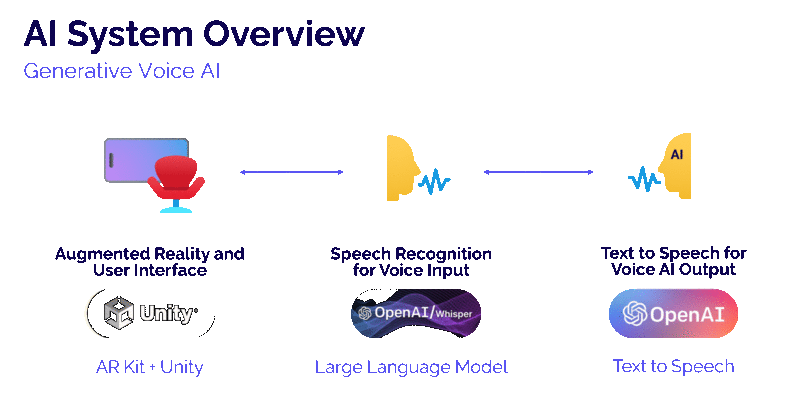 AI System Overview
Generative Voice AI
AI
Augmented Reality and
User Interface
Speech Recognition
for Voice Input
Text to Speech for
Voice AI Output
Unity®
OpenAI/Whisper
OpenAI
AR Kit + Unity
Large Language Model
Text to Speech